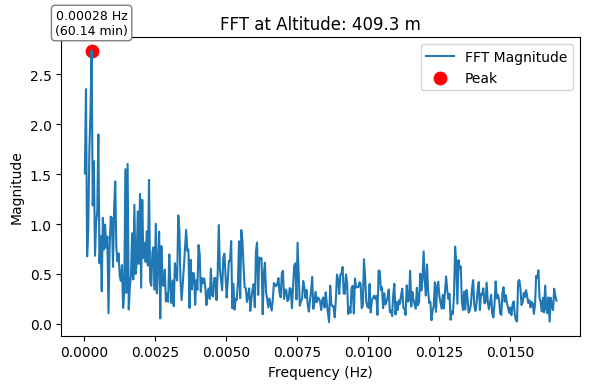 FFT at Altitude: 409.3 m
0.00028 Hz
(60.14 min)
FFT Magnitude
Peak
Magnitude
2.5
2.0
1.5
1.0
0.5
0.0
0.0000 0.0025 0.0050 0.0075 0.0100 0.0125 0.0150
Frequency (Hz)